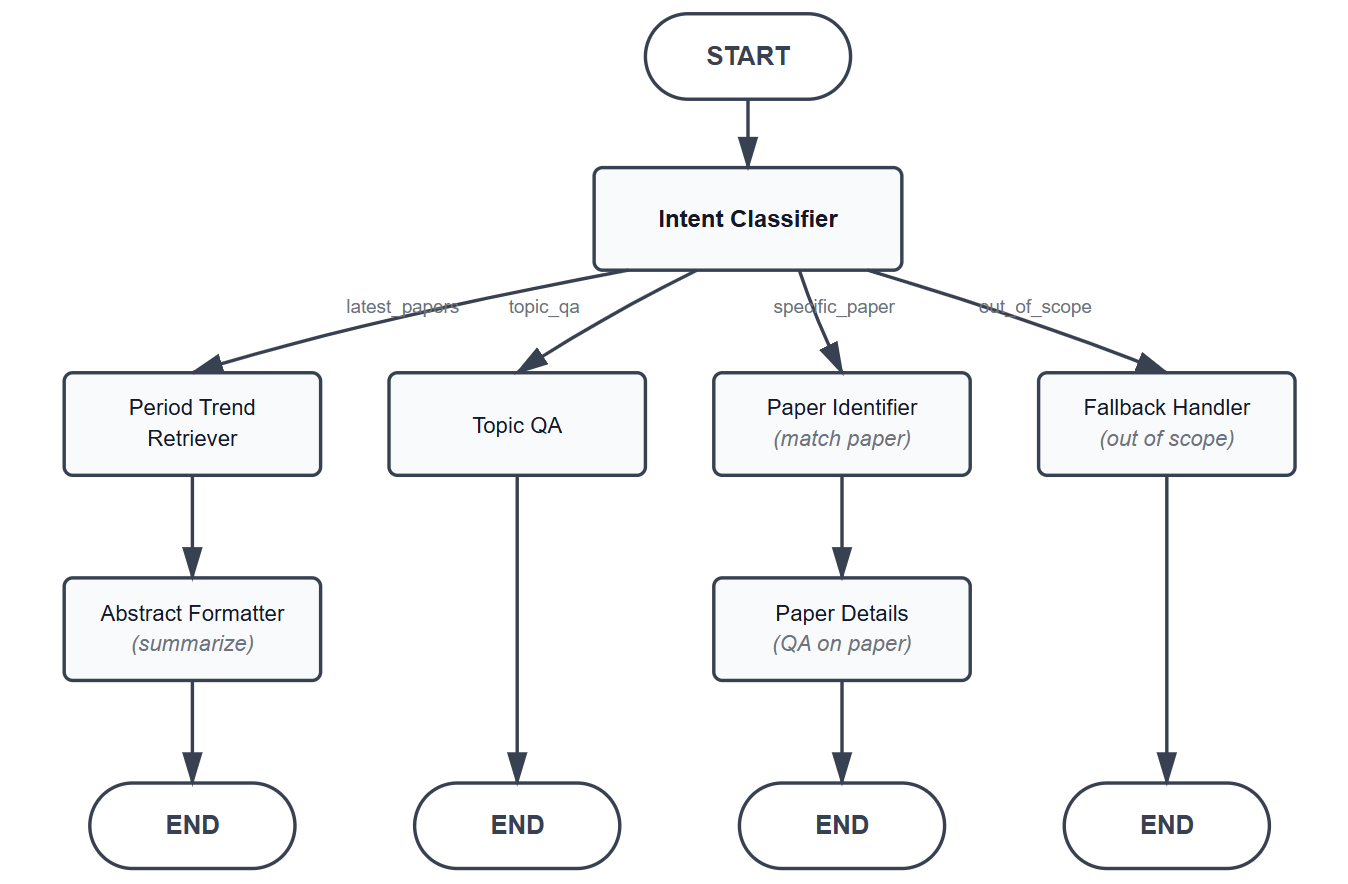 START
Intent Classifier
latest_papers
topic_qa
specific_paper
out_of_scope
Period Trend
Retriever
Topic QA
Paper Identifier
(match paper)
Fallback Handler
(out of scope)
Abstract Formatter
(summarize)
Paper Details
(QA on paper)
END
END
END
END